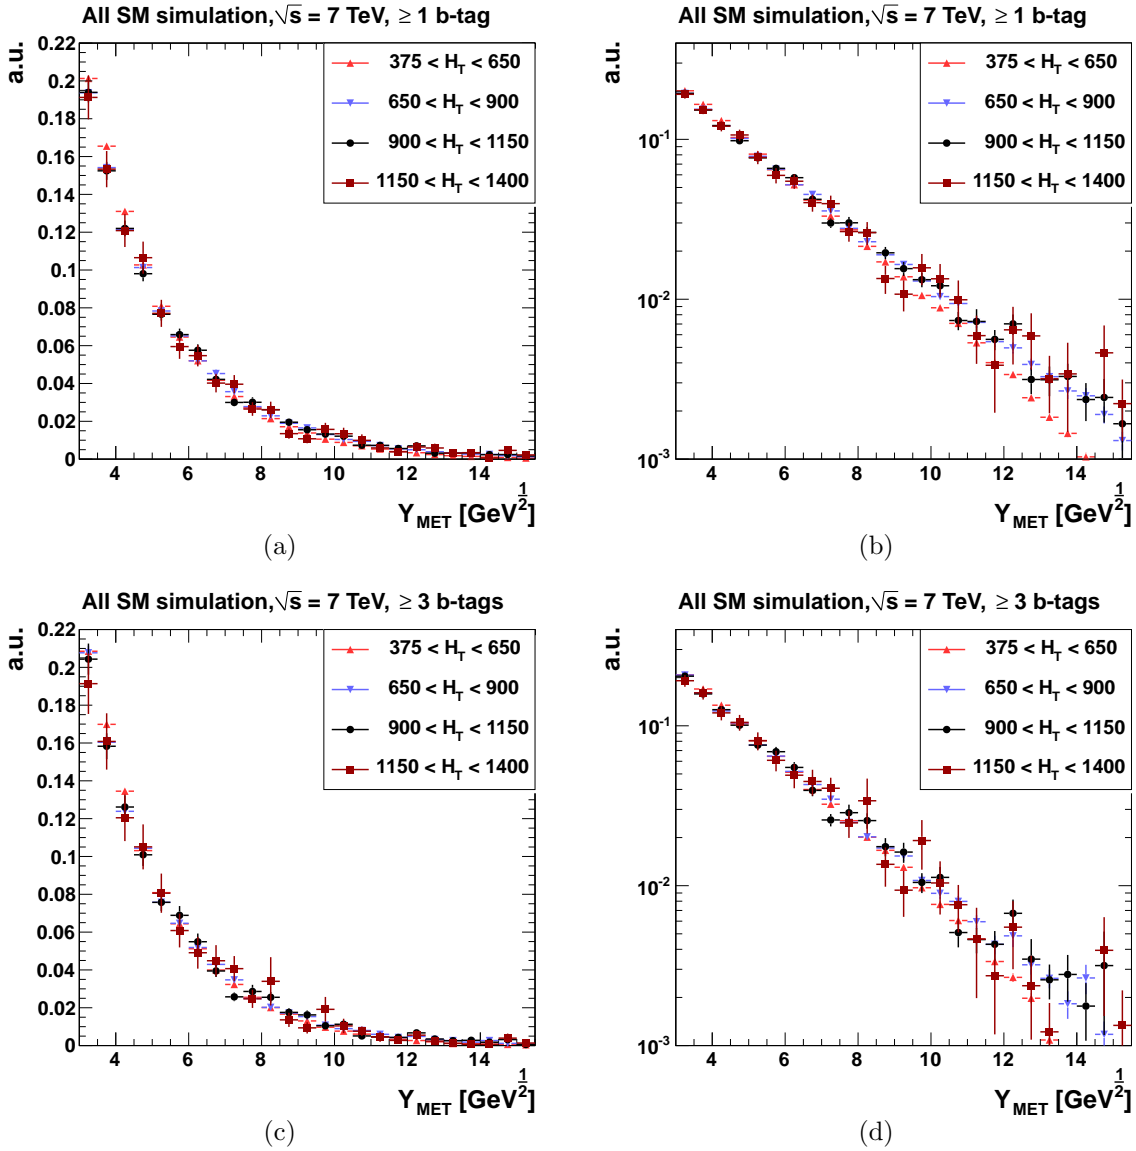 All SM simulation,√s = 7 TeV, ≥ 1 b-tag
a.u.
0.22
0.2
0.18
0.16
0.14
0.12
0.1
0.08
0.06
0.04
0.02
0
375 < H_T < 650
650 < H_T < 900
900 < H_T < 1150
1150 < H_T < 1400
4 6 8 10 12 14
Y_MET [GeV^{1/2}]
(a)
All SM simulation,√s = 7 TeV, ≥ 1 b-tag
a.u.
10^{-1}
10^{-2}
10^{-3}
375 < H_T < 650
650 < H_T < 900
900 < H_T < 1150
1150 < H_T < 1400
4 6 8 10 12 14
Y_MET [GeV^{1/2}]
(b)
All SM simulation,√s = 7 TeV, ≥ 3 b-tags
a.u.
0.22
0.2
0.18
0.16
0.14
0.12
0.1
0.08
0.06
0.04
0.02
0
375 < H_T < 650
650 < H_T < 900
900 < H_T < 1150
1150 < H_T < 1400
4 6 8 10 12 14
Y_MET [GeV^{1/2}]
(c)
All SM simulation,√s = 7 TeV, ≥ 3 b-tags
a.u.
10^{-1}
10^{-2}
10^{-3}
375 < H_T < 650
650 < H_T < 900
900 < H_T < 1150
1150 < H_T < 1400
4 6 8 10 12 14
Y_MET [GeV^{1/2}]
(d)